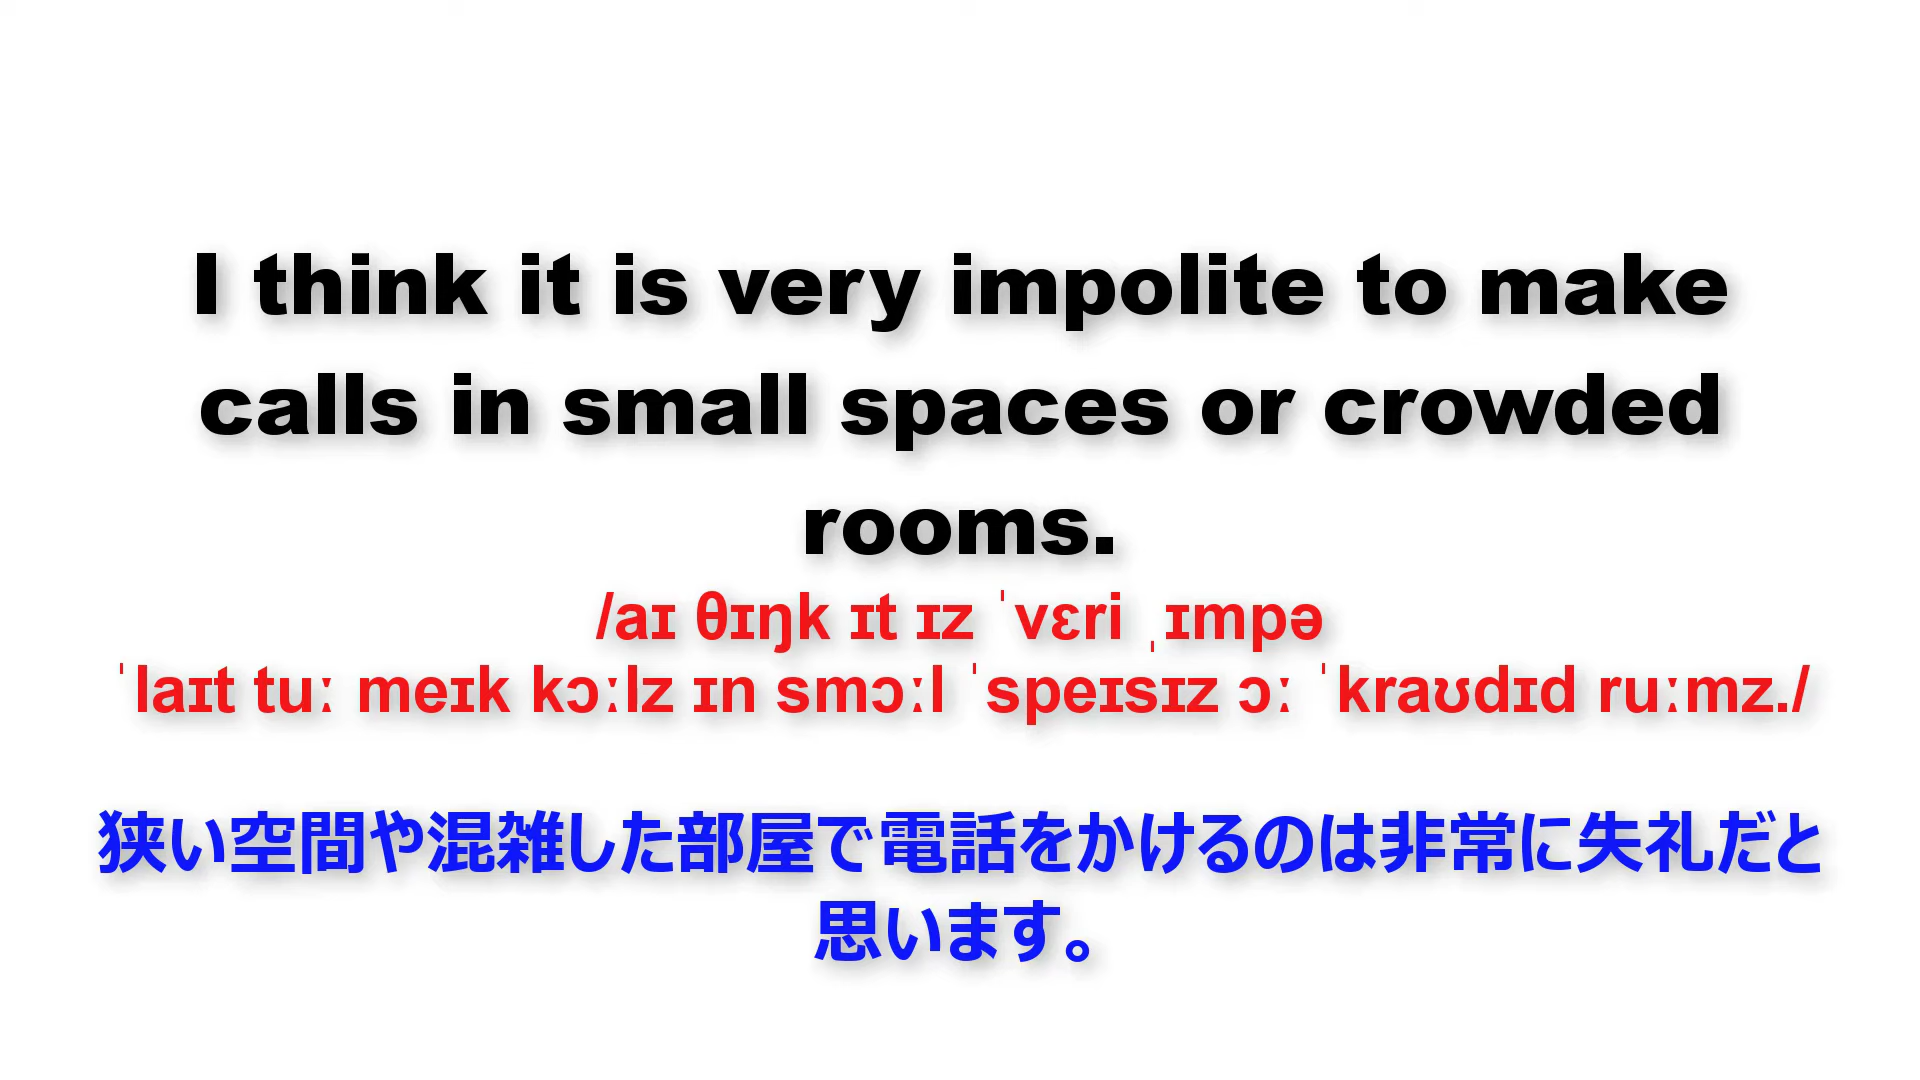 I think it is very impolite to make
calls in small spaces or crowded
rooms.
/aɪ θɪŋk ɪt ɪz ˈvɛri ˌɪmpə
ˈlaɪt tuː meɪk kɔːlz ɪn smɔːl ˈspeɪsɪz ɔː ˈkraʊdɪd ruːmz./
狭い空間や混雑した部屋で電話をかけるのは非常に失礼だと
思います。